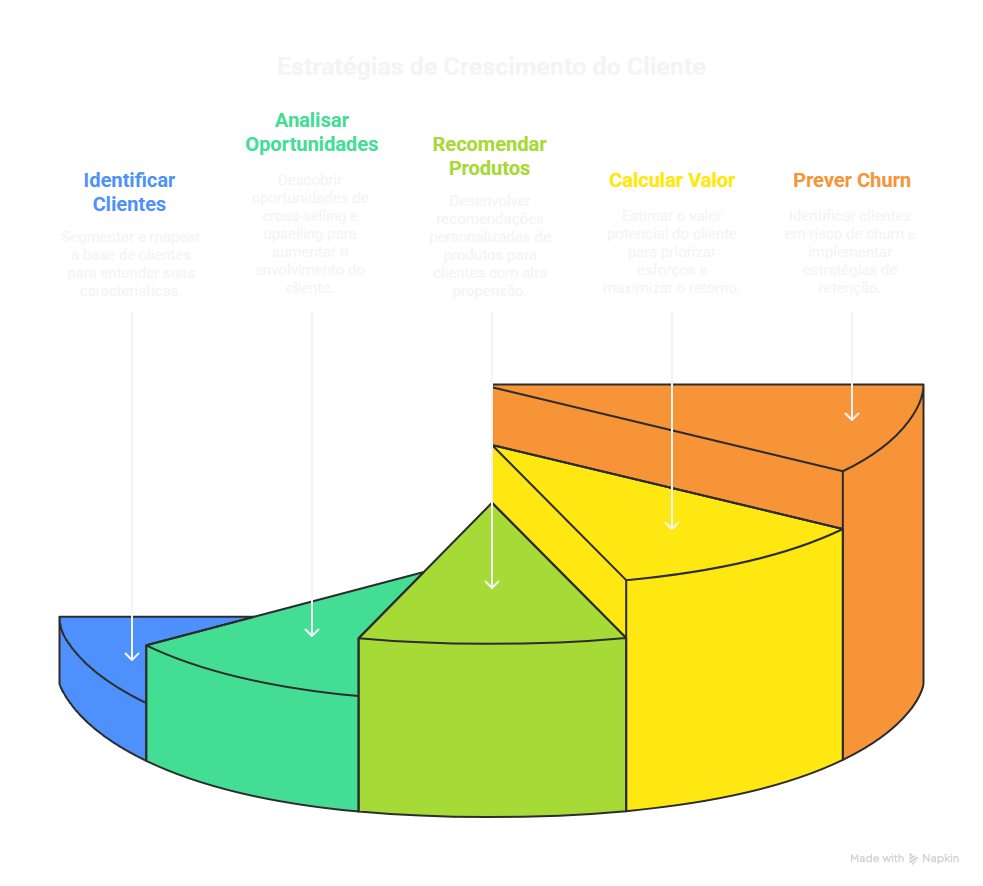 Estratégias de Crescimento do Cliente
Identificar
Clientes
Segmentar e mapear
a base de clientes
para entender suas
características.
Analisar
Oportunidades
Descobrir
oportunidades de
cross-selling e
upselling para
aumentar o
envolvimento do
cliente.
Recomendar
Produtos
Desenvolver
recomendações
personalizadas de
produtos para
clientes com alta
propensão.
Calcular Valor
Estimar o valor
potencial do cliente
para priorizar
esforços e
maximizar o retorno.
Prever Churn
Identificar clientes
em risco de churn e
implementar
estratégias de
retenção.
Made with Napkin